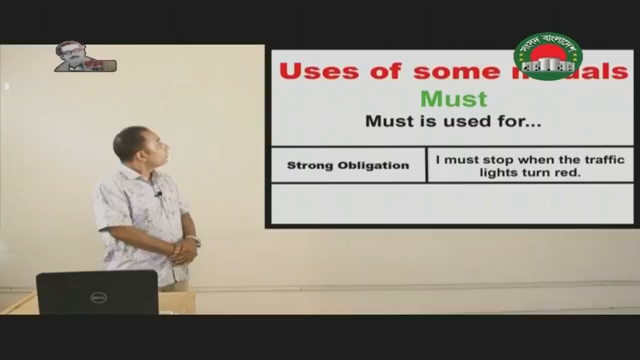 সংসদ বাংলাদেশ
Uses of some
Must
Must is used for...
Strong Obligation
I must stop when the traffic
lights turn red.
DELL